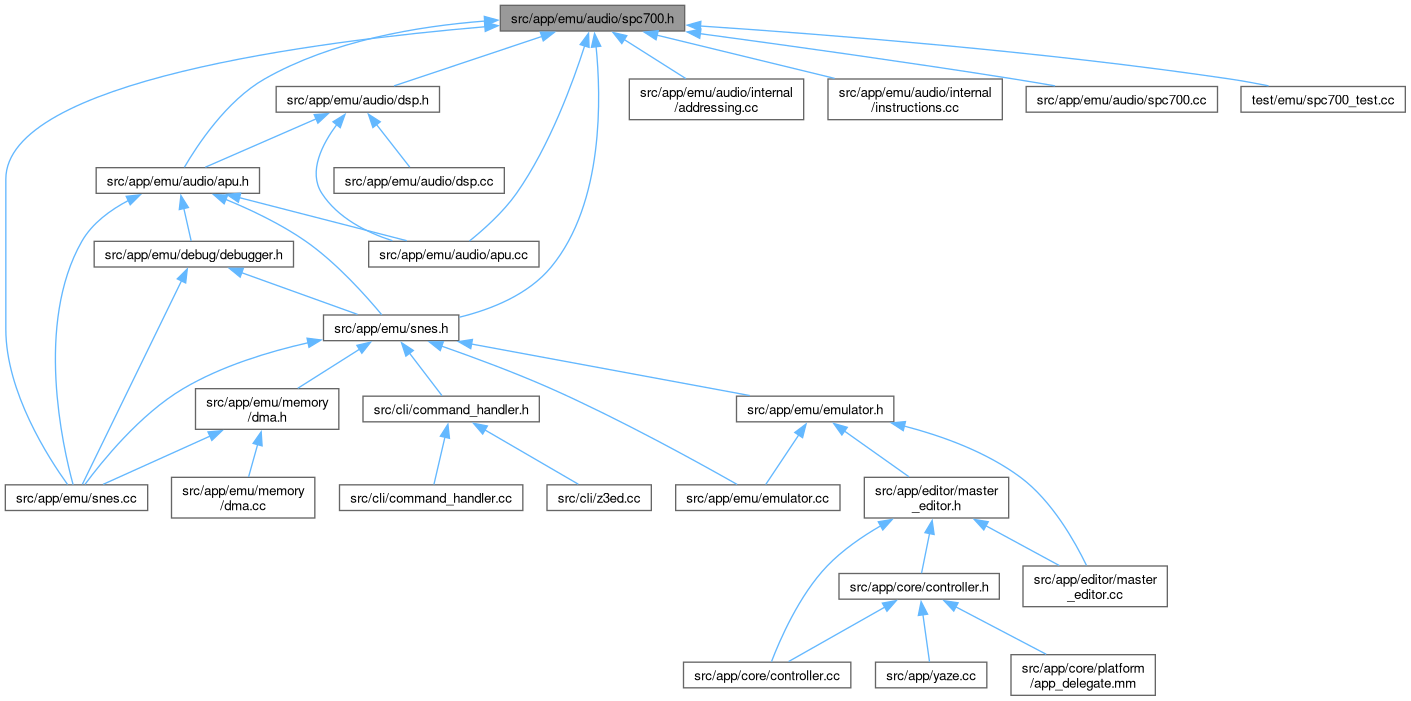 src/app/emu/audio/spc700.h
src/app/emu/audio/dsp.h
src/app/emu/audio/internal
/addressing.cc
src/app/emu/audio/internal
/instructions.cc
src/app/emu/audio/spc700.cc
test/emu/spc700_test.cc
src/app/emu/audio/apu.h
src/app/emu/audio/dsp.cc
src/app/emu/debug/debugger.h
src/app/emu/audio/apu.cc
src/app/emu/snes.h
src/app/emu/memory
/dma.h
src/cli/command_handler.h
src/app/emu/emulator.h
src/app/emu/snes.cc
src/app/emu/memory
/dma.cc
src/cli/command_handler.cc
src/cli/z3ed.cc
src/app/emu/emulator.cc
src/app/editor/master
_editor.h
src/app/core/controller.h
src/app/editor/master
_editor.cc
src/app/core/controller.cc
src/app/yaze.cc
src/app/core/platform
/app_delegate.mm